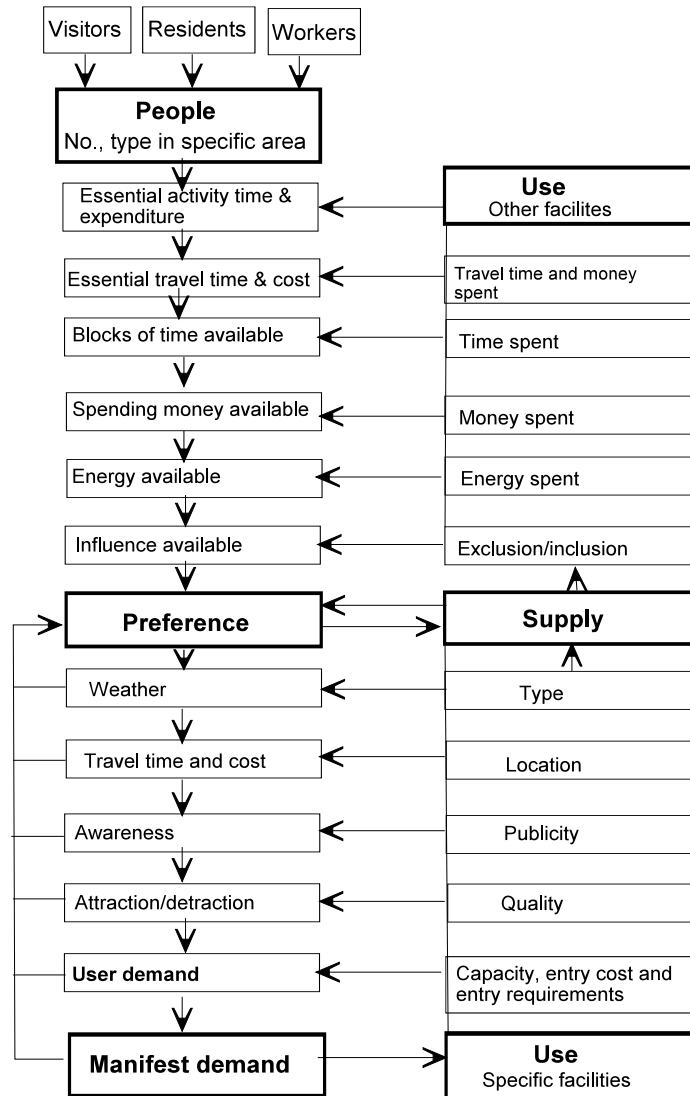 Visitors
Residents
Workers
People
No., type in specific area
Essential activity time &
expenditure
Use
Other facilites
Essential travel time & cost
Travel time and money
spent
Blocks of time available
Time spent
Spending money available
Money spent
Energy available
Energy spent
Influence available
Exclusion/inclusion
Preference
Supply
Weather
Type
Travel time and cost
Location
Awareness
Publicity
Attraction/detraction
Quality
User demand
Capacity, entry cost and
entry requirements
Manifest demand
Use
Specific facilities